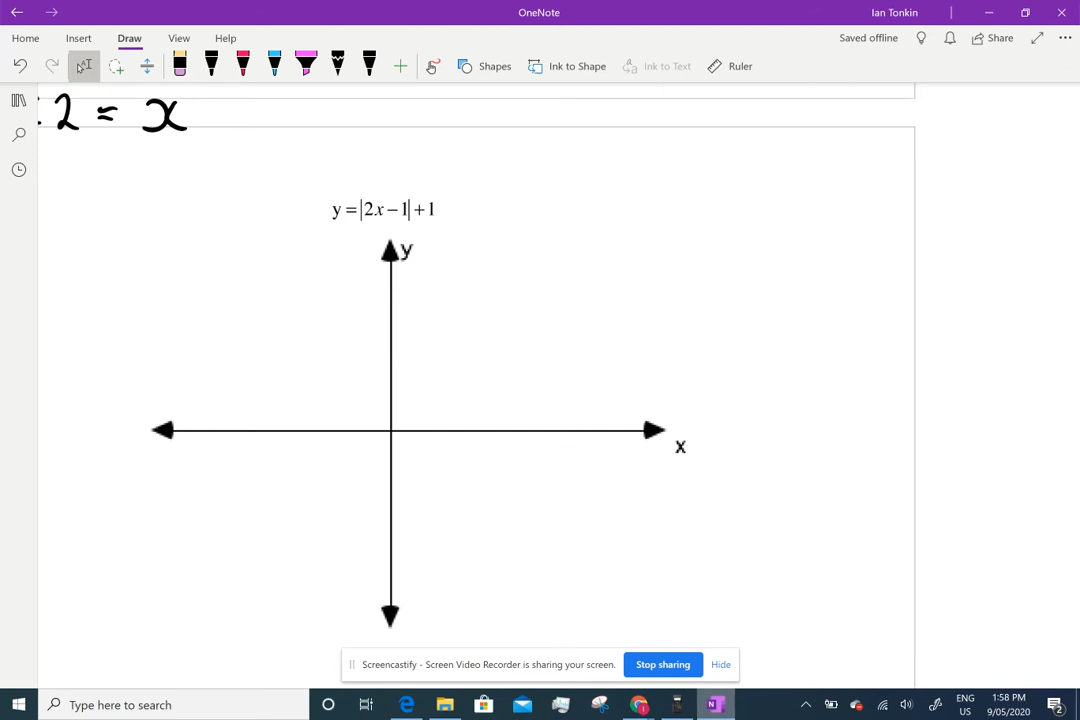 OneNote
Ian Tonkin
Home Insert Draw View Help
Saved offline
Share
Shapes
Ink to Shape
Ink to Text
Ruler
2 = x
y = |2x − 1| + 1
y
x
Screencastify - Screen Video Recorder is sharing your screen.
Stop sharing
Hide
Type here to search
ENG
US
1:58 PM
9/05/2020
2